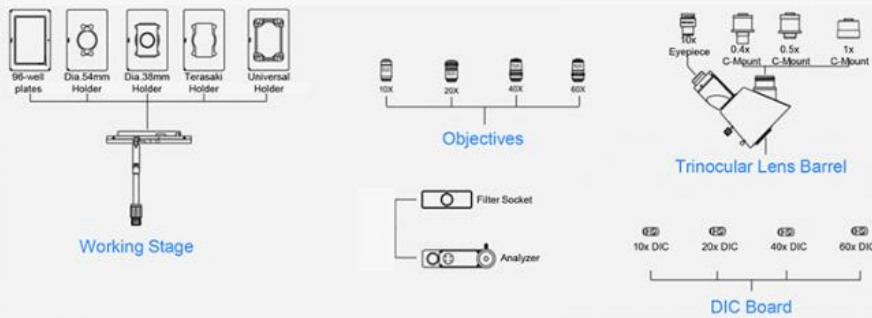 96-well
plates
Dia.54mm
Holder
Dia.38mm
Holder
Terasaki
Holder
Universal
Holder
Working Stage
10X
20X
40X
60X
Objectives
Filter Socket
Analyzer
10x
Eyepiece
0.4x
C-Mount
0.5x
C-Mount
1x
C-Mount
Trinocular Lens Barrel
10x DIC
20x DIC
40x DIC
60x DIC
DIC Board